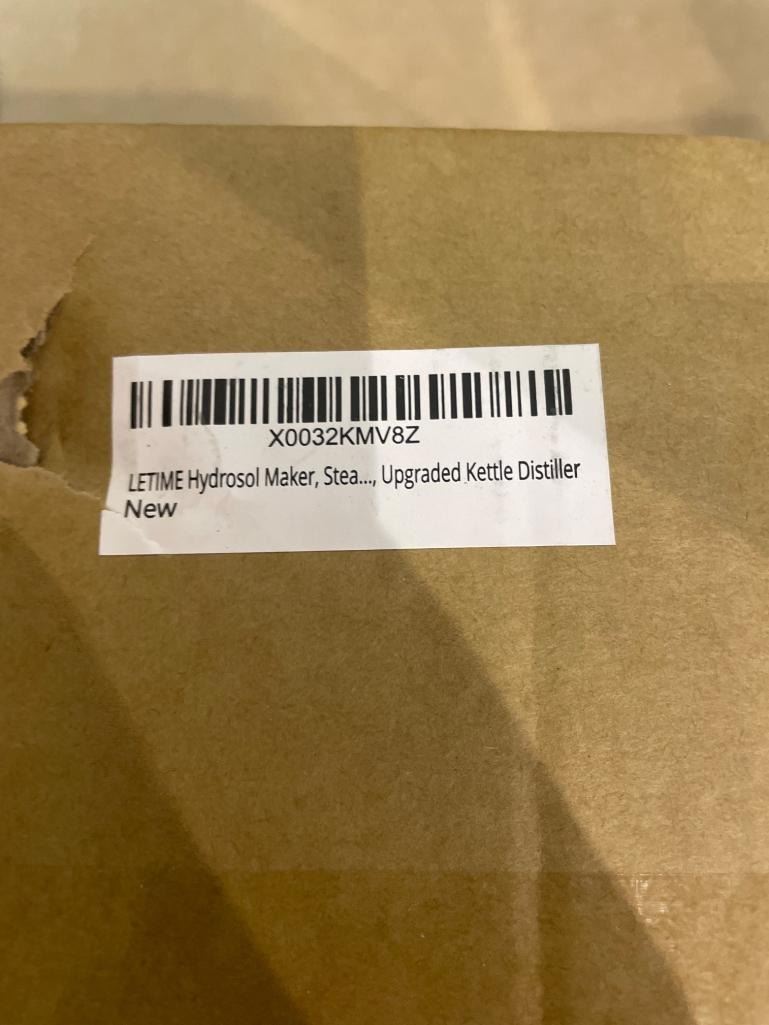 X0032KMV8Z
LETIME Hydrosol Maker, Stea..., Upgraded Kettle Distiller
New